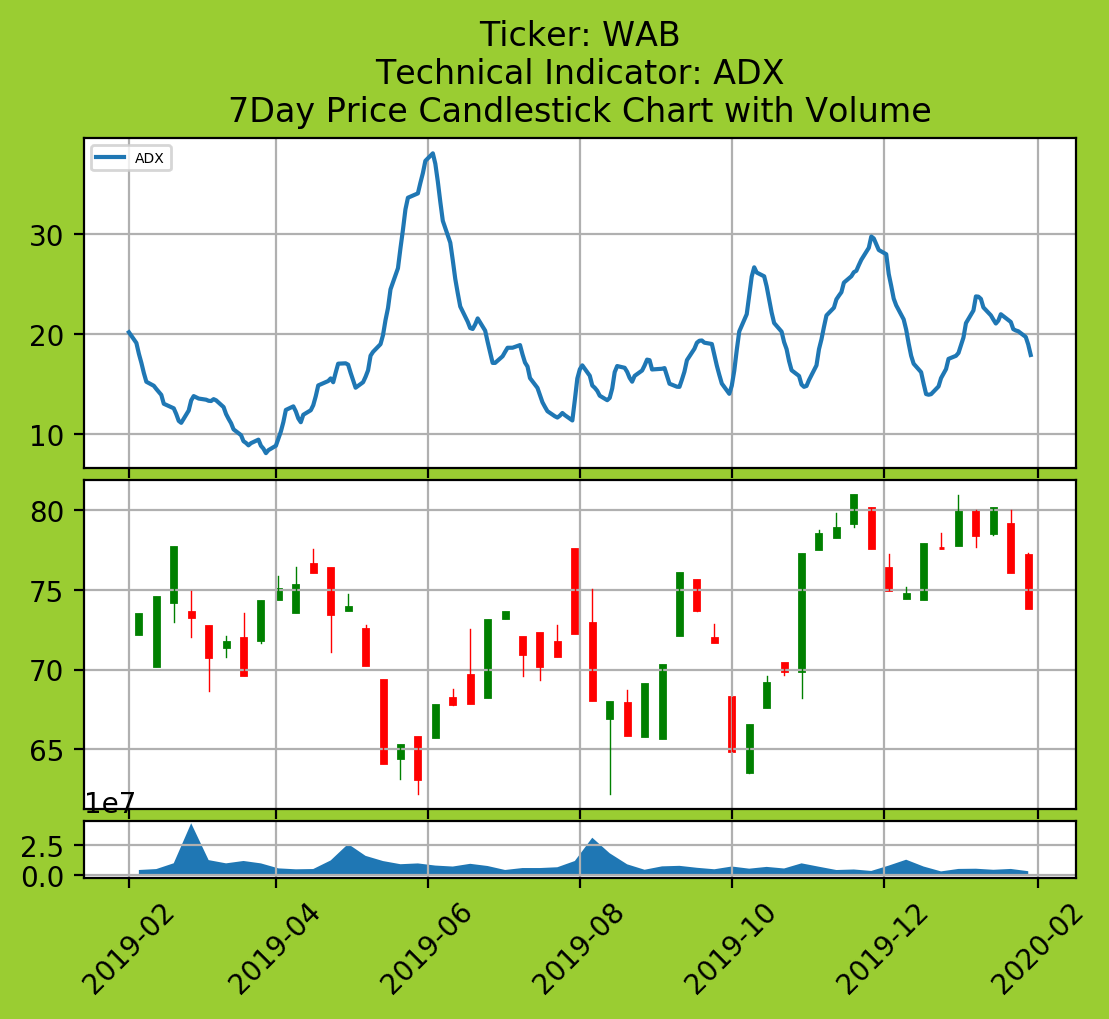 Ticker: WAB
Technical Indicator: ADX
7Day Price Candlestick Chart with Volume
ADX
30
20
10
80
75
70
65
1e7
2.5
0.0
2019-02 2019-04 2019-06 2019-08 2019-10 2019-12 2020-02